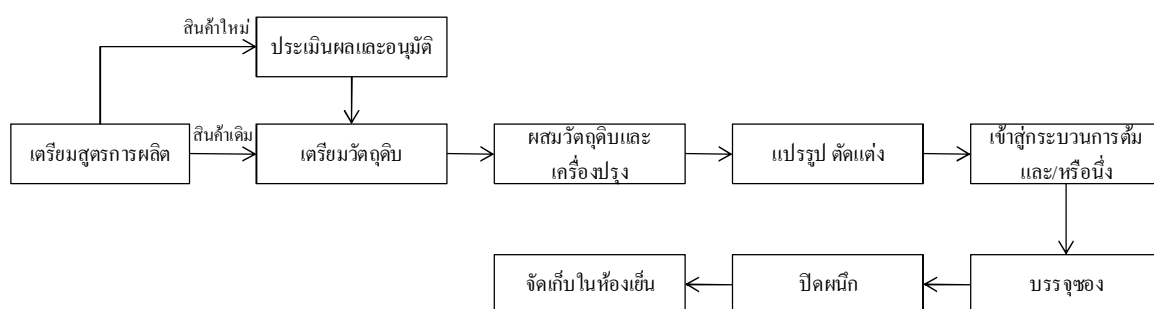 สินค้าใหม่
ประเมินผลและอนุมัติ
เตรียมสูตรการผลิต
สินค้าเดิม
เตรียมวัตถุดิบ
ผสมวัตถุดิบและ
เครื่องปรุง
แปรรูป ตัดแต่ง
เข้าสู่กระบวนการต้ม
และ/หรือนึ่ง
จัดเก็บในห้องเย็น
ปิดผนึก
บรรจุซอง